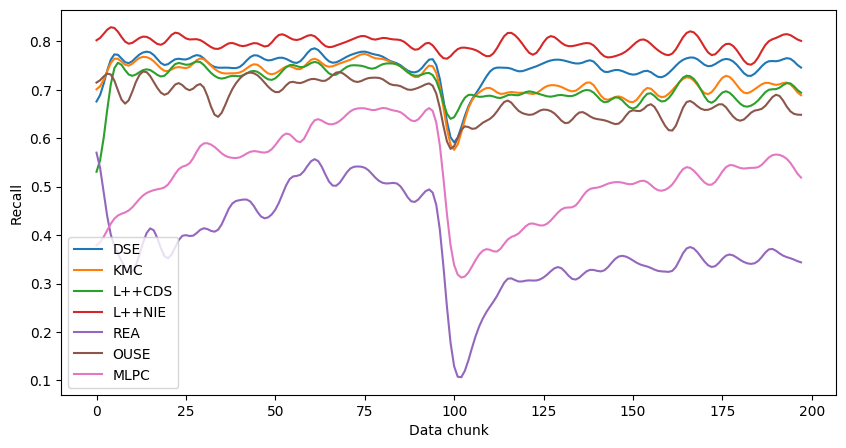 0.8
0.7
0.6
0.5
0.4
0.3
0.2
0.1
Recall
DSE
KMC
L++CDS
L++NIE
REA
OUSE
MLPC
0 25 50 75 100 125 150 175 200
Data chunk